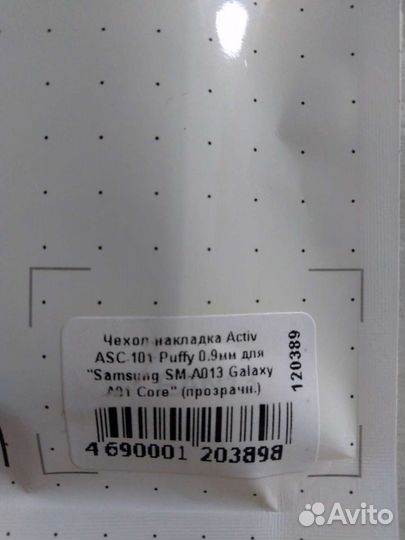 Чехол накладка Activ
ASC-101 Puffy 0.9мм для
"Samsung SM-A013 Galaxy
A01 Core" (прозрачн.)
120389
4 690001 203898
Avito